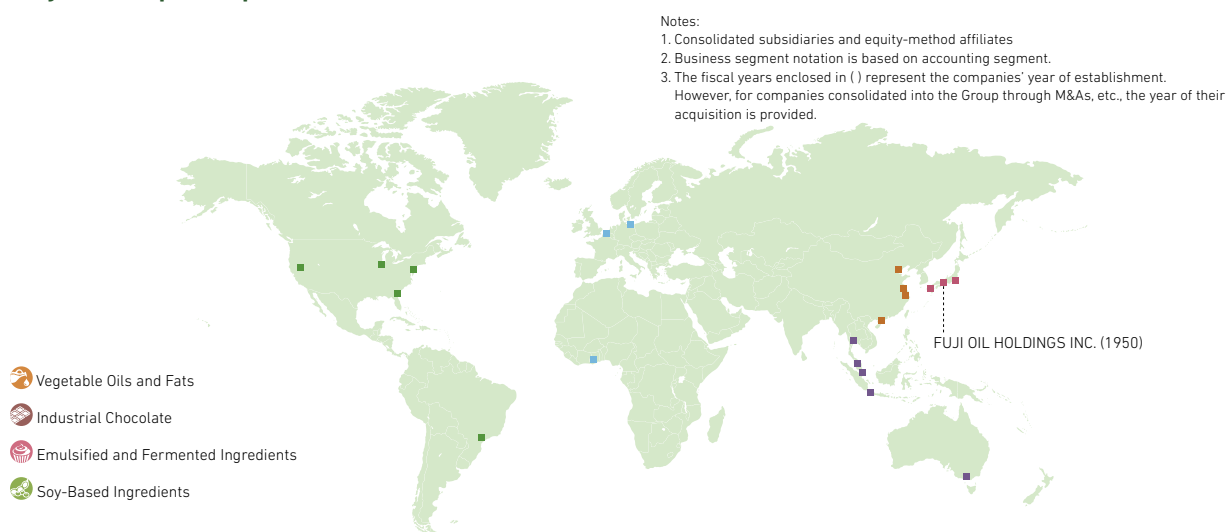 Notes:
1. Consolidated subsidiaries and equity-method affiliates
2. Business segment notation is based on accounting segment.
3. The fiscal years enclosed in ( ) represent the companies' year of establishment.
However, for companies consolidated into the Group through M&As, etc., the year of their
acquisition is provided.
FUJI OIL HOLDINGS INC. (1950)
Vegetable Oils and Fats
Industrial Chocolate
Emulsified and Fermented Ingredients
Soy-Based Ingredients